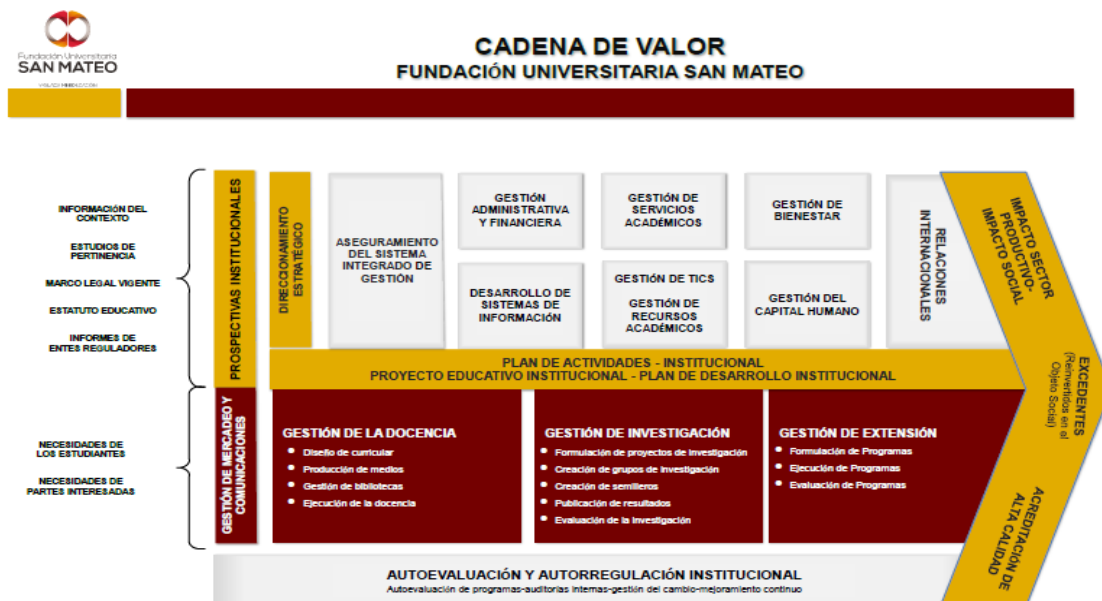 Fundación Universitaria
SAN MATEO
CADENA DE VALOR
FUNDACIÓN UNIVERSITARIA SAN MATEO
INFORMACIÓN DEL
CONTEXTO
ESTUDIOS DE
PERTINENCIA
MARCO LEGAL VIGENTE
ESTATUTO EDUCATIVO
INFORMES DE
ENTES REGULADORES
PROSPECTIVAS INSTITUCIONALES
DIRECCIONAMIENTO
ESTRATÉGICO
ASEGURAMIENTO
DEL SISTEMA
INTEGRADO DE
GESTIÓN
GESTIÓN
ADMINISTRATIVA
Y FINANCIERA
GESTIÓN DE
SERVICIOS
ACADÉMICOS
GESTIÓN DE
BIENESTAR
DESARROLLO DE
SISTEMAS DE
INFORMACIÓN
GESTIÓN DE TICS
GESTIÓN DE
RECURSOS
ACADÉMICOS
GESTIÓN DEL
CAPITAL HUMANO
RELACIONES
INTERNACIONALES
PLAN DE ACTIVIDADES - INSTITUCIONAL
PROYECTO EDUCATIVO INSTITUCIONAL - PLAN DE DESARROLLO INSTITUCIONAL
NECESIDADES DE
LOS ESTUDIANTES
NECESIDADES DE
PARTES INTERESADAS
GESTIÓN DE MERCADEO Y
COMUNICACIONES
GESTIÓN DE LA DOCENCIA
• Diseño de curricular
• Producción de medios
• Gestión de bibliotecas
• Ejecución de la docencia
GESTIÓN DE INVESTIGACIÓN
• Formulación de proyectos de investigación
• Creación de grupos de investigación
• Creación de semilleros
• Publicación de resultados
• Evaluación de la investigación
GESTIÓN DE EXTENSIÓN
• Formulación de Programas
• Ejecución de Programas
• Evaluación de Programas
IMPACTO SECTOR
PRODUCTIVO-
IMPACTO SOCIAL
EXCEDENTES
(Reinvertidos en el
Objeto Social)
ACREDITACIÓN DE
ALTA CALIDAD
AUTOEVALUACIÓN Y AUTORREGULACIÓN INSTITUCIONAL
Autoevaluación de programas-auditorias internas-gestión del cambio-mejoramiento continuo